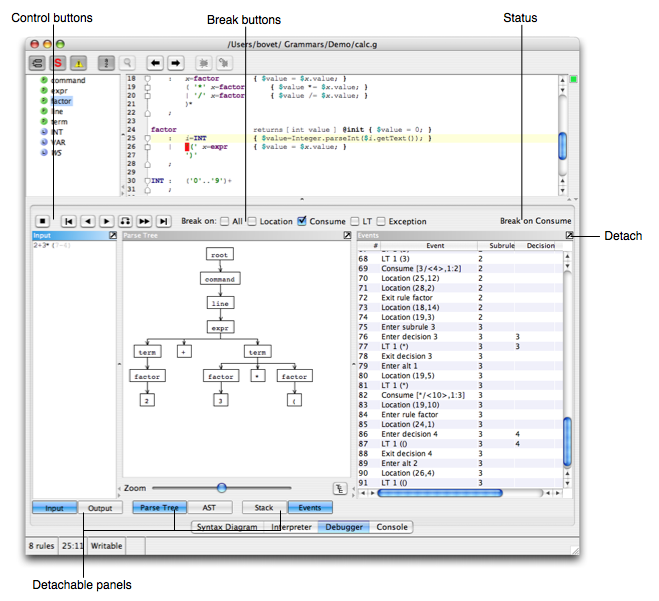 Control buttons
Break buttons
Status
/Users/bovet/ Grammars/Demo/calc.g
command
expr
factor
line
term
INT
VAR
WS
18 : x=factor { $value = $x.value; }
19 ( '*' x=factor { $value *= $x.value; }
20 | '/' x=factor { $value /= $x.value; }
21 )*
22 ;
24 factor returns [int value] @init { $value = 0; }
25 : i=INT { $value=Integer.parseInt($i.getText()); }
26 | '(' x=expr { $value = $x.value; }
27 ')'
28 ;
30 INT : ('0'..'9')+
31 ;
Break on: All Location Consume LT Exception
Break on Consume
Detach
Input
2+3*(7-4)
Parse Tree
root
command
line
expr
term + term
factor factor * factor
2 3 (
Zoom
Events
# Event Subrule Decision
68 LT 1 (3) 2
69 Consume [3/<4>,1:2] 2
70 Location (25,12) 2
71 Location (28,2) 2
72 Exit rule factor 2
73 Location (18,14) 2
74 Location (19,3) 2
75 Enter subrule 3 3
76 Enter decision 3 3 3
77 LT 1 (*) 3 3
78 Exit decision 3 3
79 Enter alt 1 3
80 Location (19,5) 3
81 LT 1 (*) 3
82 Consume [*/<10>,1:3] 3
83 Location (19,10) 3
84 Enter rule factor 3
85 Location (24,1) 3
86 Enter decision 4 3 4
87 LT 1 (() 3 4
88 Exit decision 4 3
89 Enter alt 2 3
90 Location (26,4) 3
91 LT 1 (() 3
Input Output Parse Tree AST Stack Events
Syntax Diagram Interpreter Debugger Console
8 rules 25:11 Writable
Detachable panels